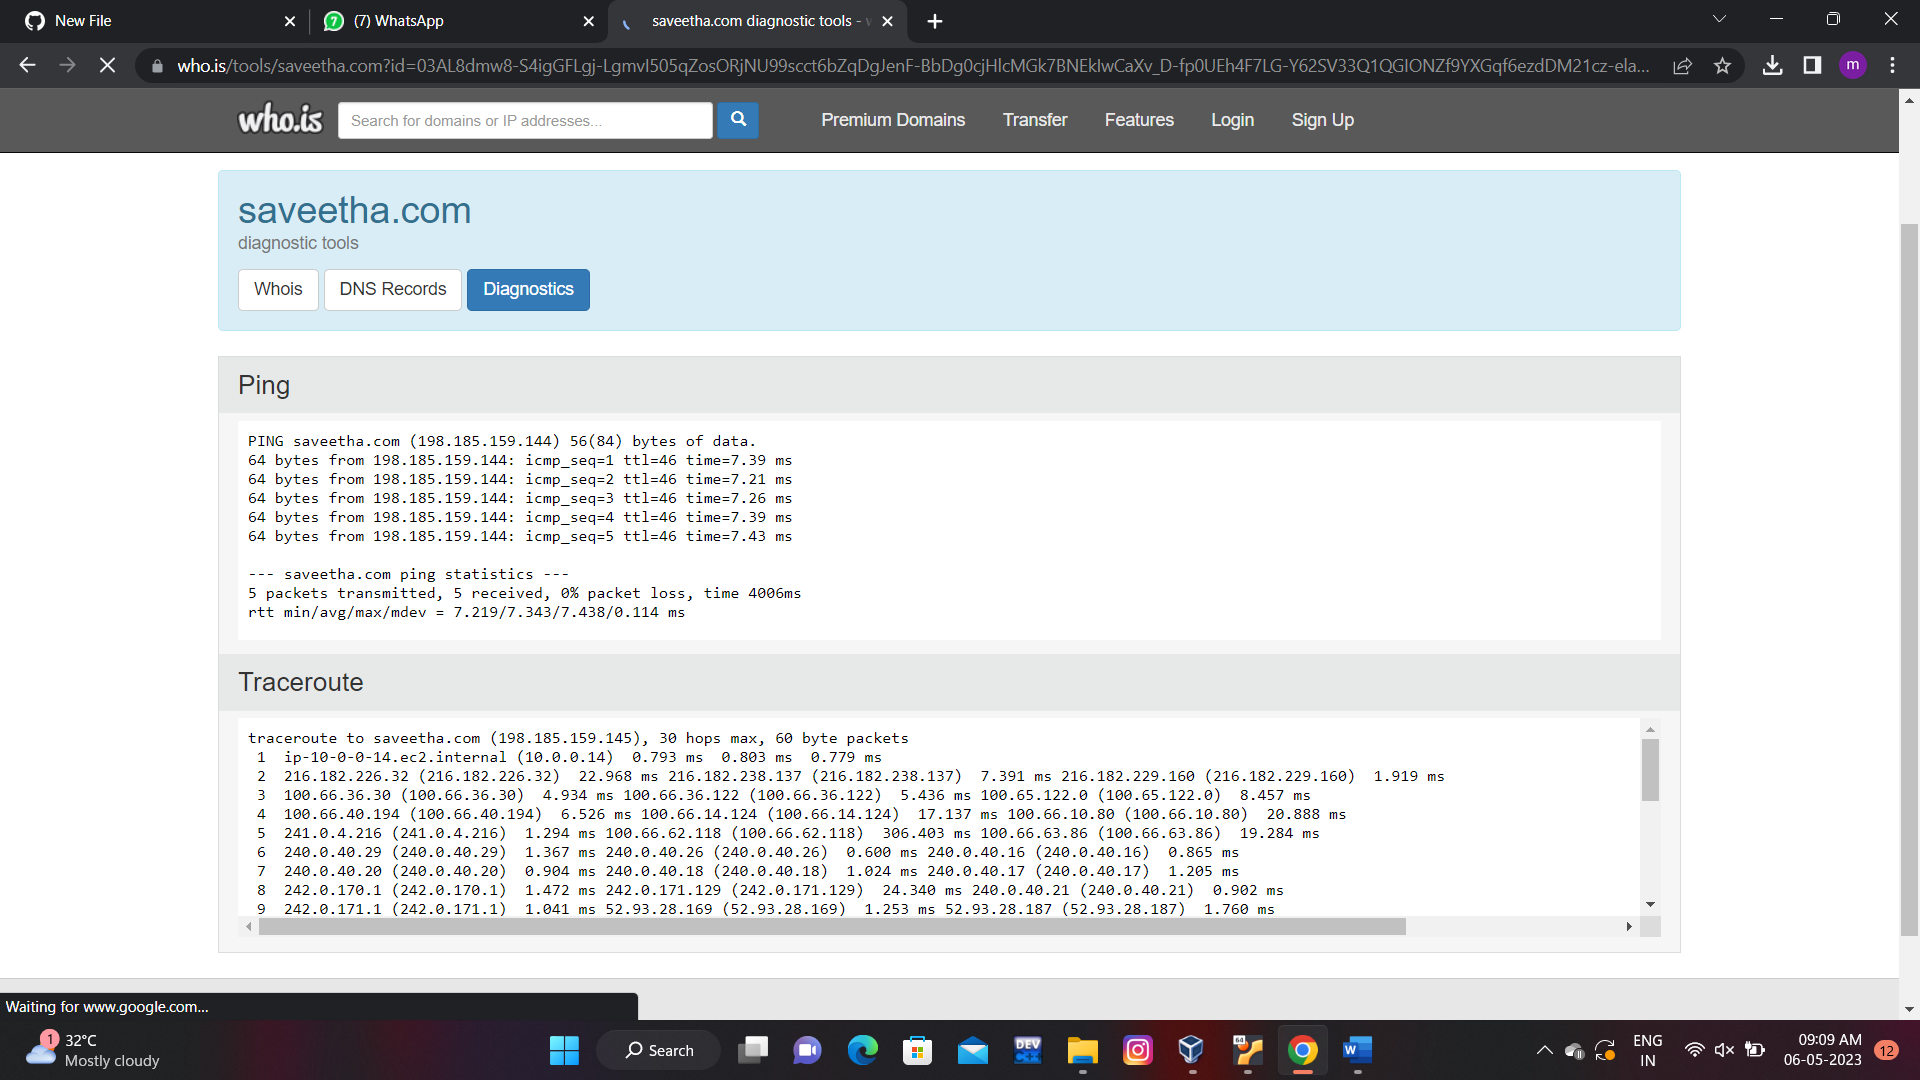 New File
(7) WhatsApp
saveetha.com diagnostic tools -
who.is/tools/saveetha.com?id=03AL8dmw8-S4igGFLgj-LgmvI505qZosORjNU99scct6bZqDgJenF-BbDg0cjHlcMGk7BNEkIwCaXv_D-fp0UEh4F7LG-Y62SV33Q1QGIONZf9YXGqf6ezdDM21cz-ela...
m
who.is
Search for domains or IP addresses...
Premium Domains
Transfer
Features
Login
Sign Up
saveetha.com
diagnostic tools
Whois
DNS Records
Diagnostics
Ping
PING saveetha.com (198.185.159.144) 56(84) bytes of data.
64 bytes from 198.185.159.144: icmp_seq=1 ttl=46 time=7.39 ms
64 bytes from 198.185.159.144: icmp_seq=2 ttl=46 time=7.21 ms
64 bytes from 198.185.159.144: icmp_seq=3 ttl=46 time=7.26 ms
64 bytes from 198.185.159.144: icmp_seq=4 ttl=46 time=7.39 ms
64 bytes from 198.185.159.144: icmp_seq=5 ttl=46 time=7.43 ms
--- saveetha.com ping statistics ---
5 packets transmitted, 5 received, 0% packet loss, time 4006ms
rtt min/avg/max/mdev = 7.219/7.343/7.438/0.114 ms
Traceroute
traceroute to saveetha.com (198.185.159.145), 30 hops max, 60 byte packets
1 ip-10-0-0-14.ec2.internal (10.0.0.14) 0.793 ms 0.803 ms 0.779 ms
2 216.182.226.32 (216.182.226.32) 22.968 ms 216.182.238.137 (216.182.238.137) 7.391 ms 216.182.229.160 (216.182.229.160) 1.919 ms
3 100.66.36.30 (100.66.36.30) 4.934 ms 100.66.36.122 (100.66.36.122) 5.436 ms 100.65.122.0 (100.65.122.0) 8.457 ms
4 100.66.40.194 (100.66.40.194) 6.526 ms 100.66.14.124 (100.66.14.124) 17.137 ms 100.66.10.80 (100.66.10.80) 20.888 ms
5 241.0.4.216 (241.0.4.216) 1.294 ms 100.66.62.118 (100.66.62.118) 306.403 ms 100.66.63.86 (100.66.63.86) 19.284 ms
6 240.0.40.29 (240.0.40.29) 1.367 ms 240.0.40.26 (240.0.40.26) 0.600 ms 240.0.40.16 (240.0.40.16) 0.865 ms
7 240.0.40.20 (240.0.40.20) 0.904 ms 240.0.40.18 (240.0.40.18) 1.024 ms 240.0.40.17 (240.0.40.17) 1.205 ms
8 242.0.170.1 (242.0.170.1) 1.472 ms 242.0.171.129 (242.0.171.129) 24.340 ms 240.0.40.21 (240.0.40.21) 0.902 ms
9 242.0.171.1 (242.0.171.1) 1.041 ms 52.93.28.169 (52.93.28.169) 1.253 ms 52.93.28.187 (52.93.28.187) 1.760 ms
Waiting for www.google.com...
1
32°C
Mostly cloudy
Search
DEV
C++
64
W
ENG
IN
09:09 AM
06-05-2023
12